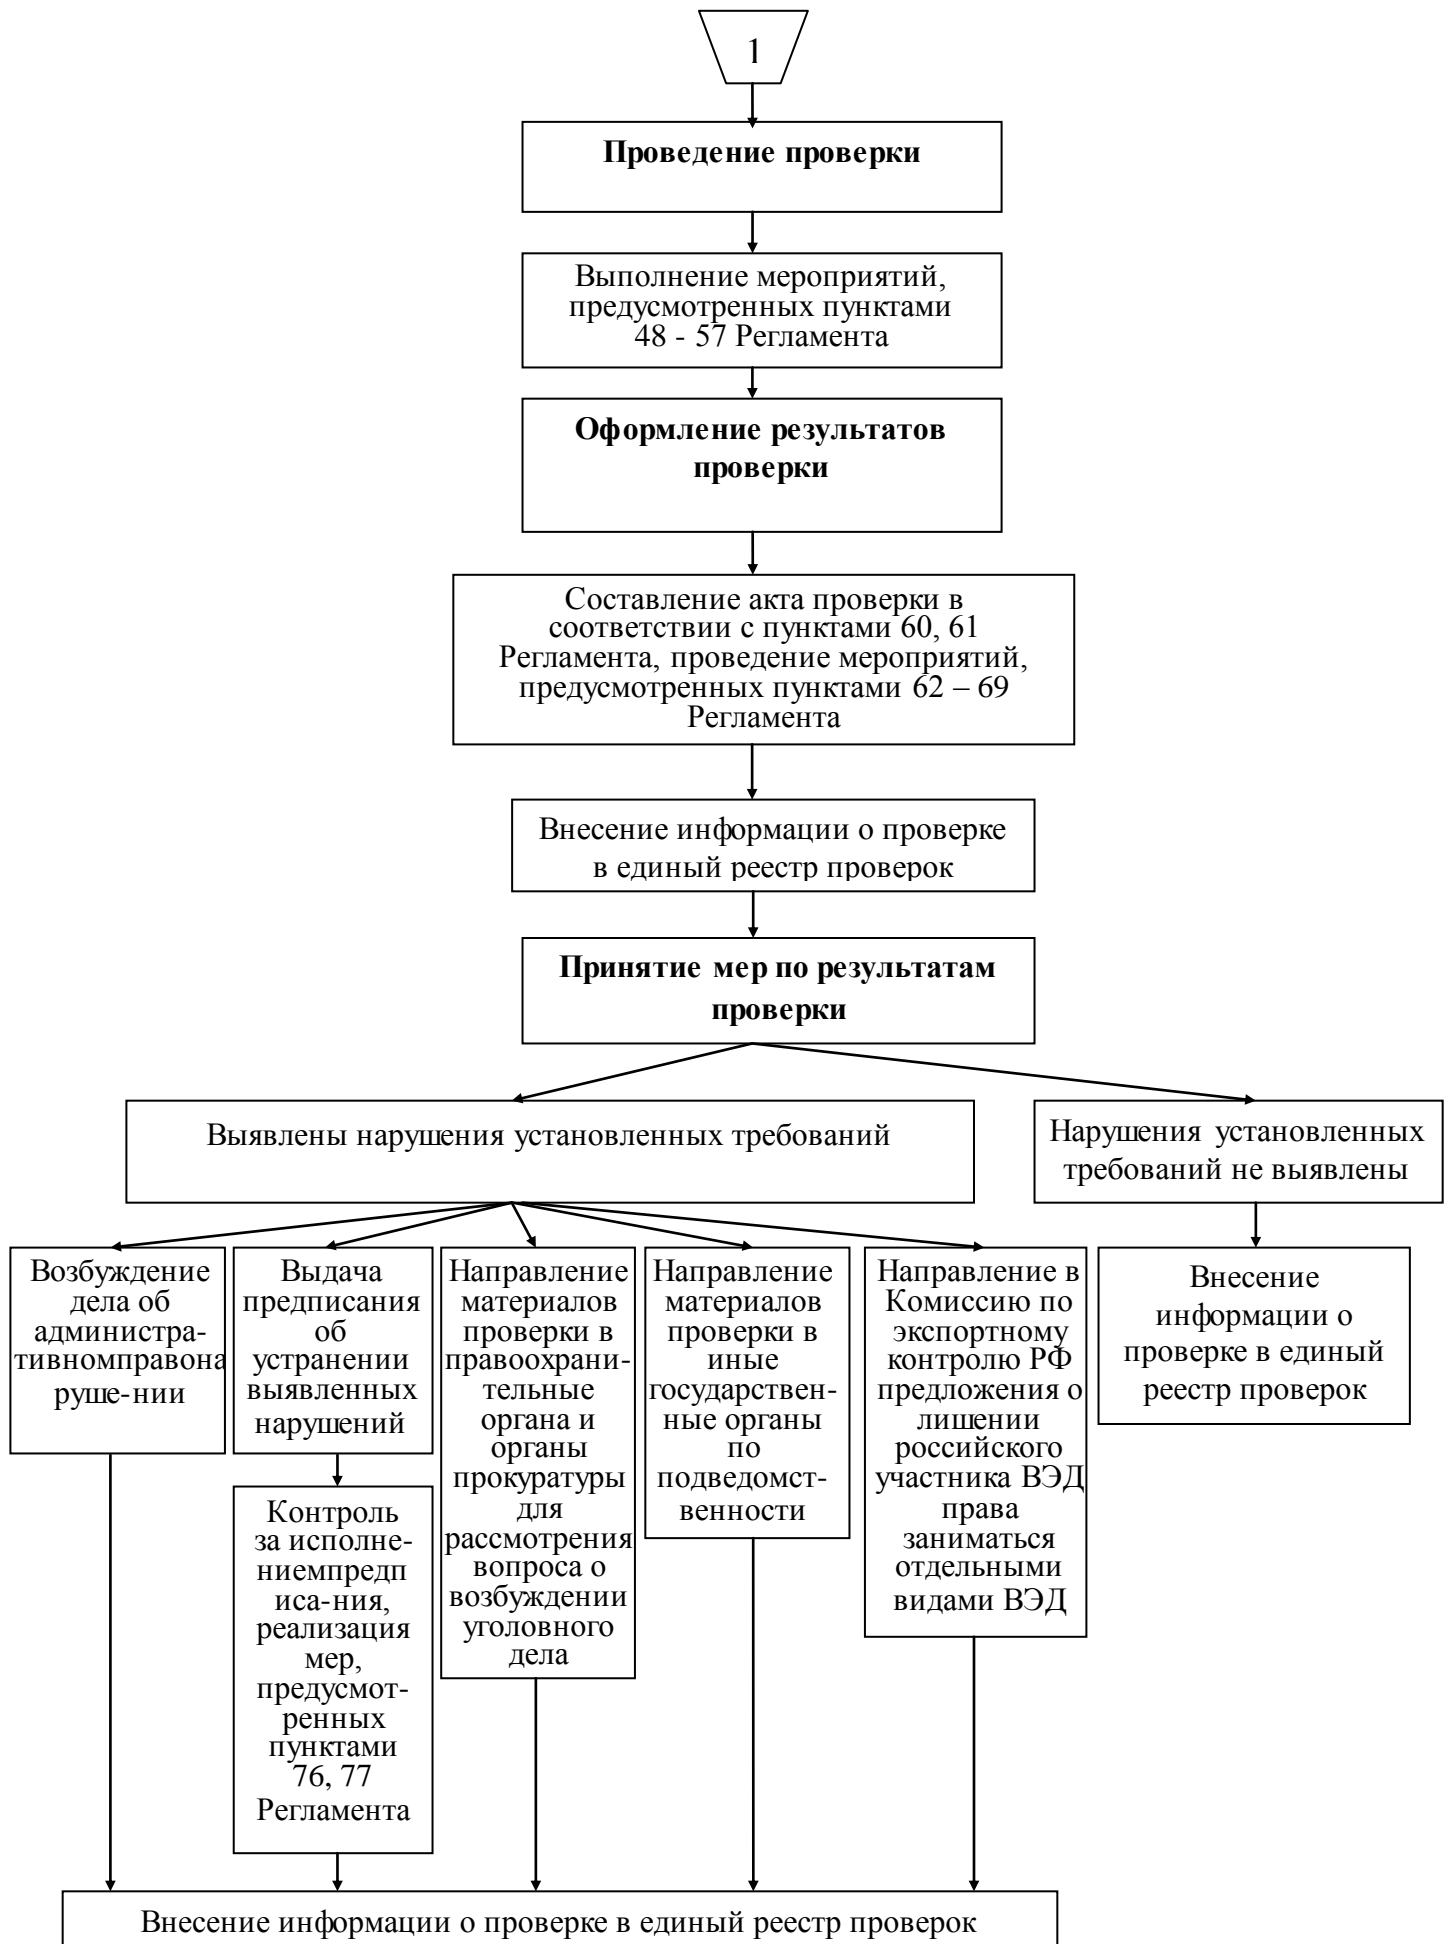 1
Проведение проверки
Выполнение мероприятий,
предусмотренных пунктами
48 - 57 Регламента
Оформление результатов
проверки
Составление акта проверки в
соответствии с пунктами 60, 61
Регламента, проведение мероприятий,
предусмотренных пунктами 62 – 69
Регламента
Внесение информации о проверке
в единый реестр проверок
Принятие мер по результатам
проверки
Выявлены нарушения установленных требований
Нарушения установленных
требований не выявлены
Возбуждение
дела об
администра-
тивномправона
руше-нии
Выдача
предписания
об
устранении
выявленных
нарушений
Контроль
за исполне-
ниемпредп
иса-ния,
реализация
мер,
предусмот-
ренных
пунктами
76, 77
Регламента
Направление
материалов
проверки в
правоохрани-
тельные
органа и
органы
прокуратуры
для
рассмотрения
вопроса о
возбуждении
уголовного
дела
Направление
материалов
проверки в
иные
государствен-
ные органы
по
подведомст-
венности
Направление в
Комиссию по
экспортному
контролю РФ
предложения о
лишении
российского
участника ВЭД
права
заниматься
отдельными
видами ВЭД
Внесение
информации о
проверке в единый
реестр проверок
Внесение информации о проверке в единый реестр проверок